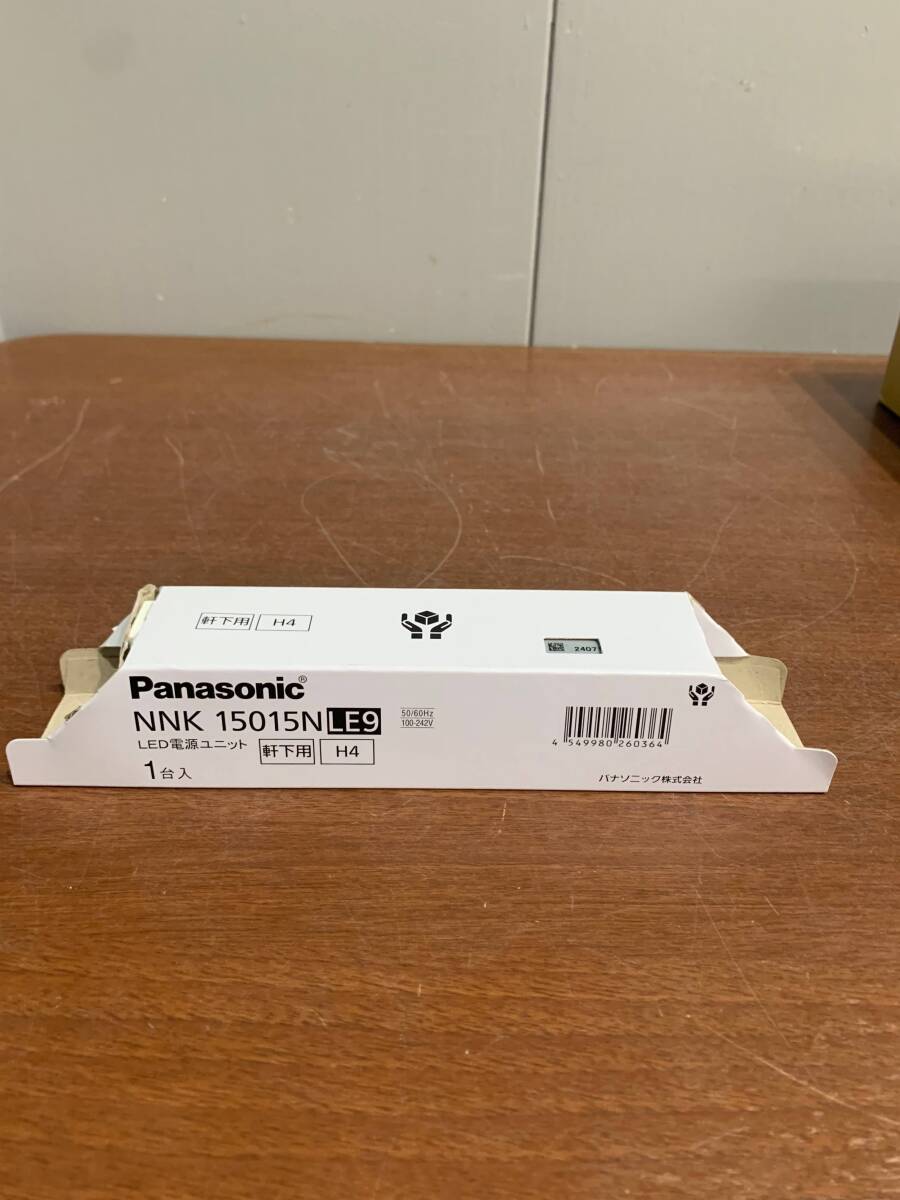 軒下用 H4
2407
Panasonic®
NNK 15015N LE9
50/60Hz
100-242V
LED電源ユニット 軒下用 H4
1台入
4 549980 260364
パナソニック株式会社